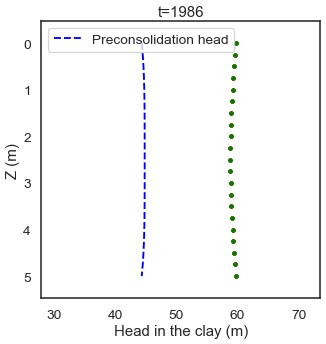 t=1986
Preconsolidation head
0
1
2
3
4
5
Z (m)
30 40 50 60 70
Head in the clay (m)